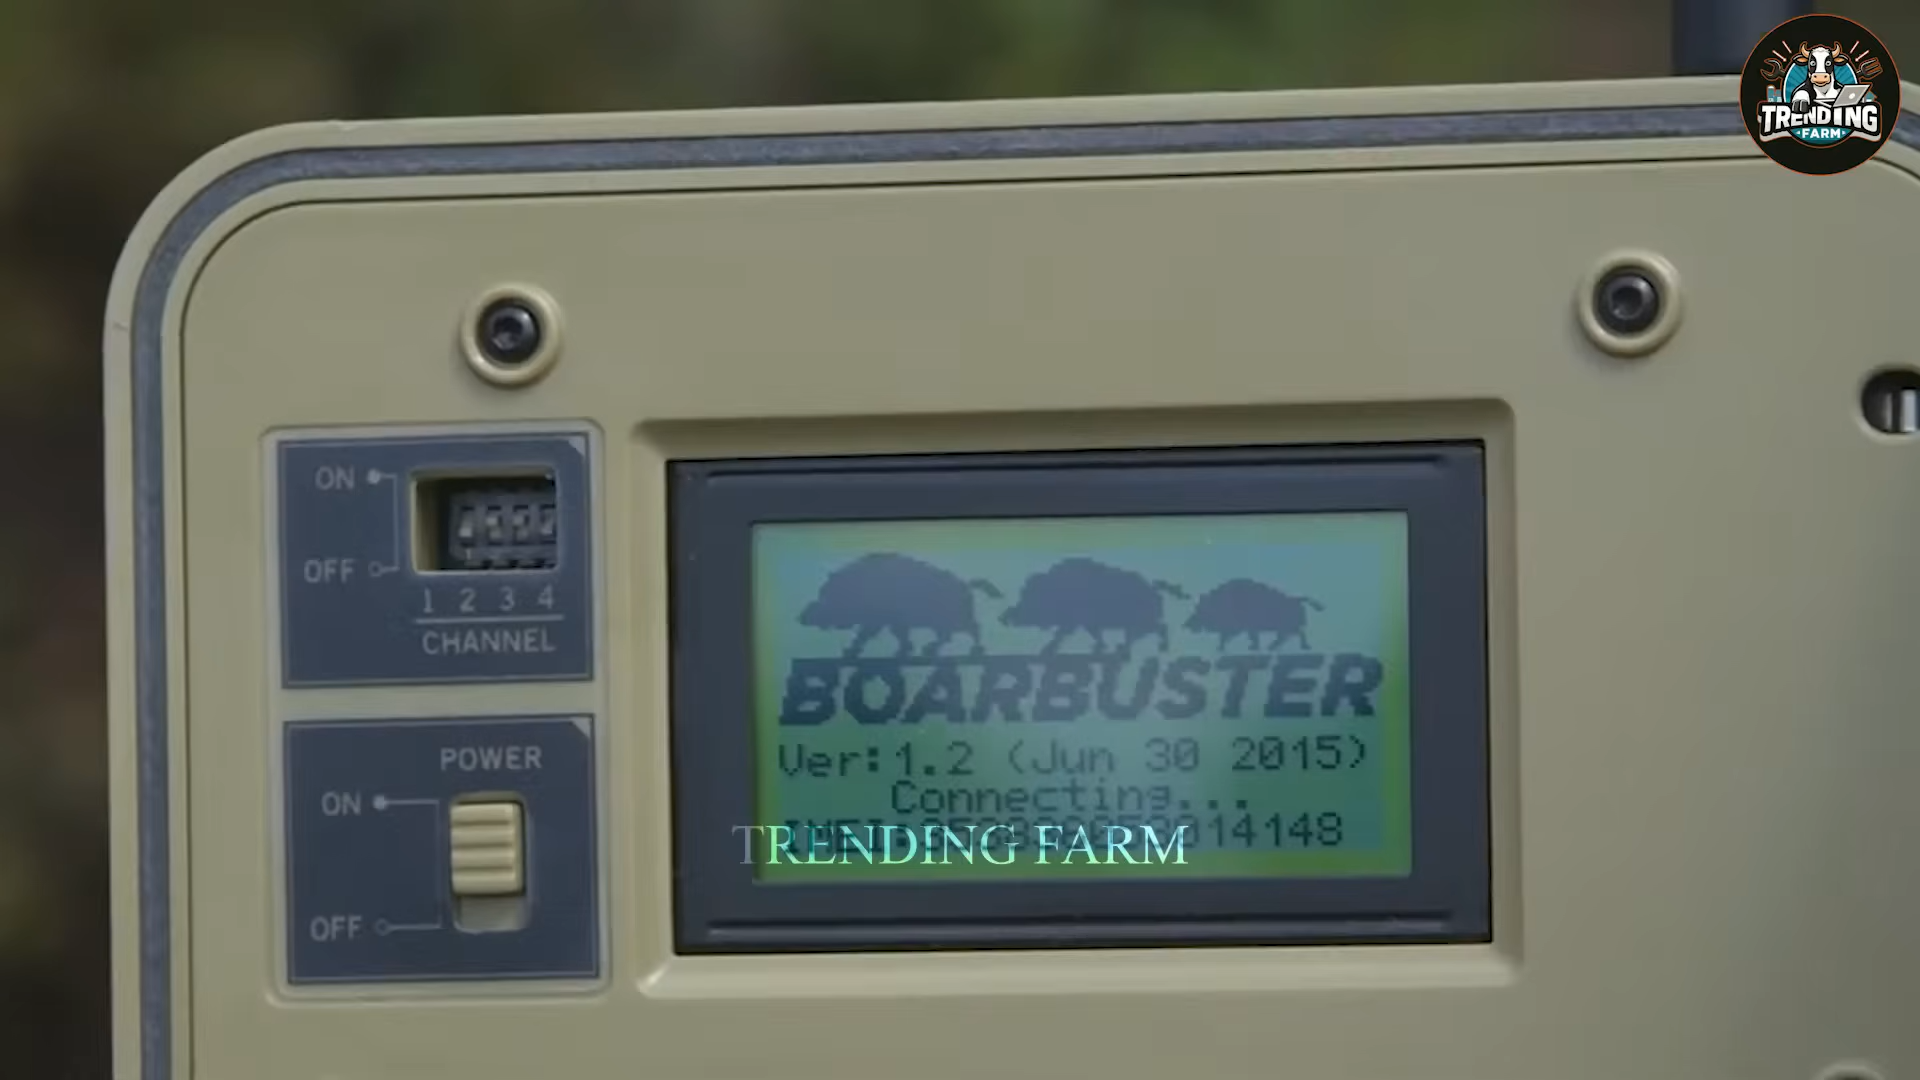 TRENDING
FARM
ON
OFF
1 2 3 4
CHANNEL
POWER
ON
OFF
BOARBUSTER
Ver:1.2 (Jun 30 2015)
Connecting...
TRENDING FARM